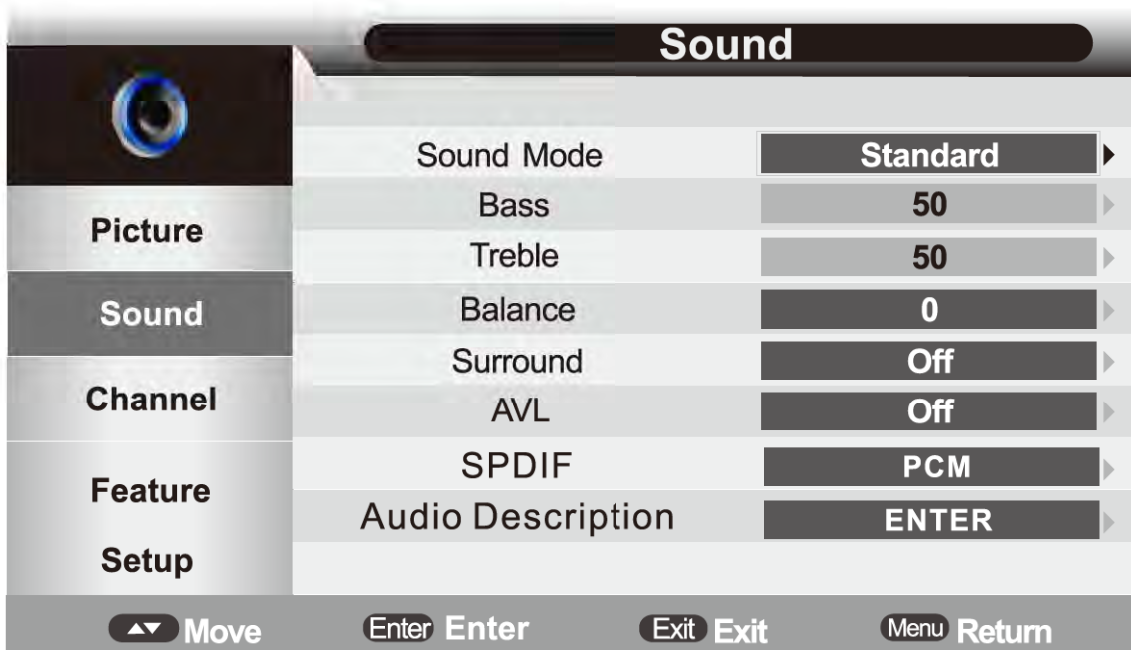 Sound
Sound Mode Standard
Bass 50
Treble 50
Balance 0
Surround Off
AVL Off
SPDIF PCM
Audio Description ENTER
Picture
Sound
Channel
Feature
Setup
Move Enter Enter Exit Exit Menu Return